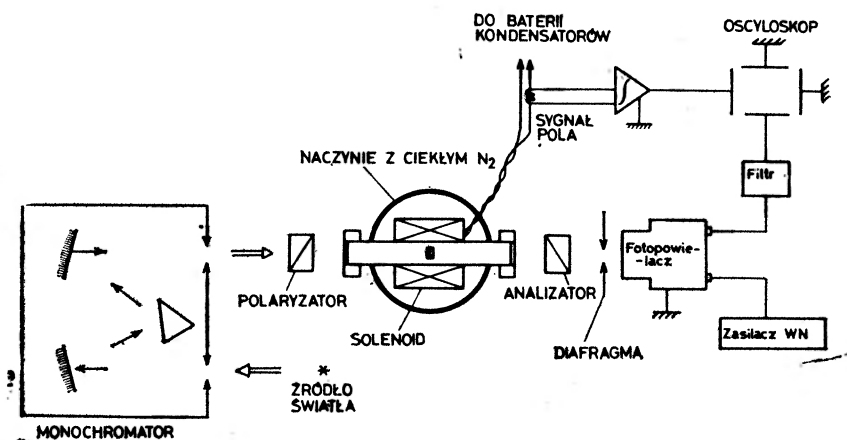 DO BATERII
KONDENSATORÓW
OSCYLOSKOP
SYGNAŁ
POLA
NACZYNIE Z CIEKŁYM N₂
Filtr
Fotopowie-
-lacz
POLARYZATOR
ANALIZATOR
SOLENOID
Zasilacz WN
DIAFRAGMA
ŹRÓDŁO
ŚWIATŁA
MONOCHROMATOR